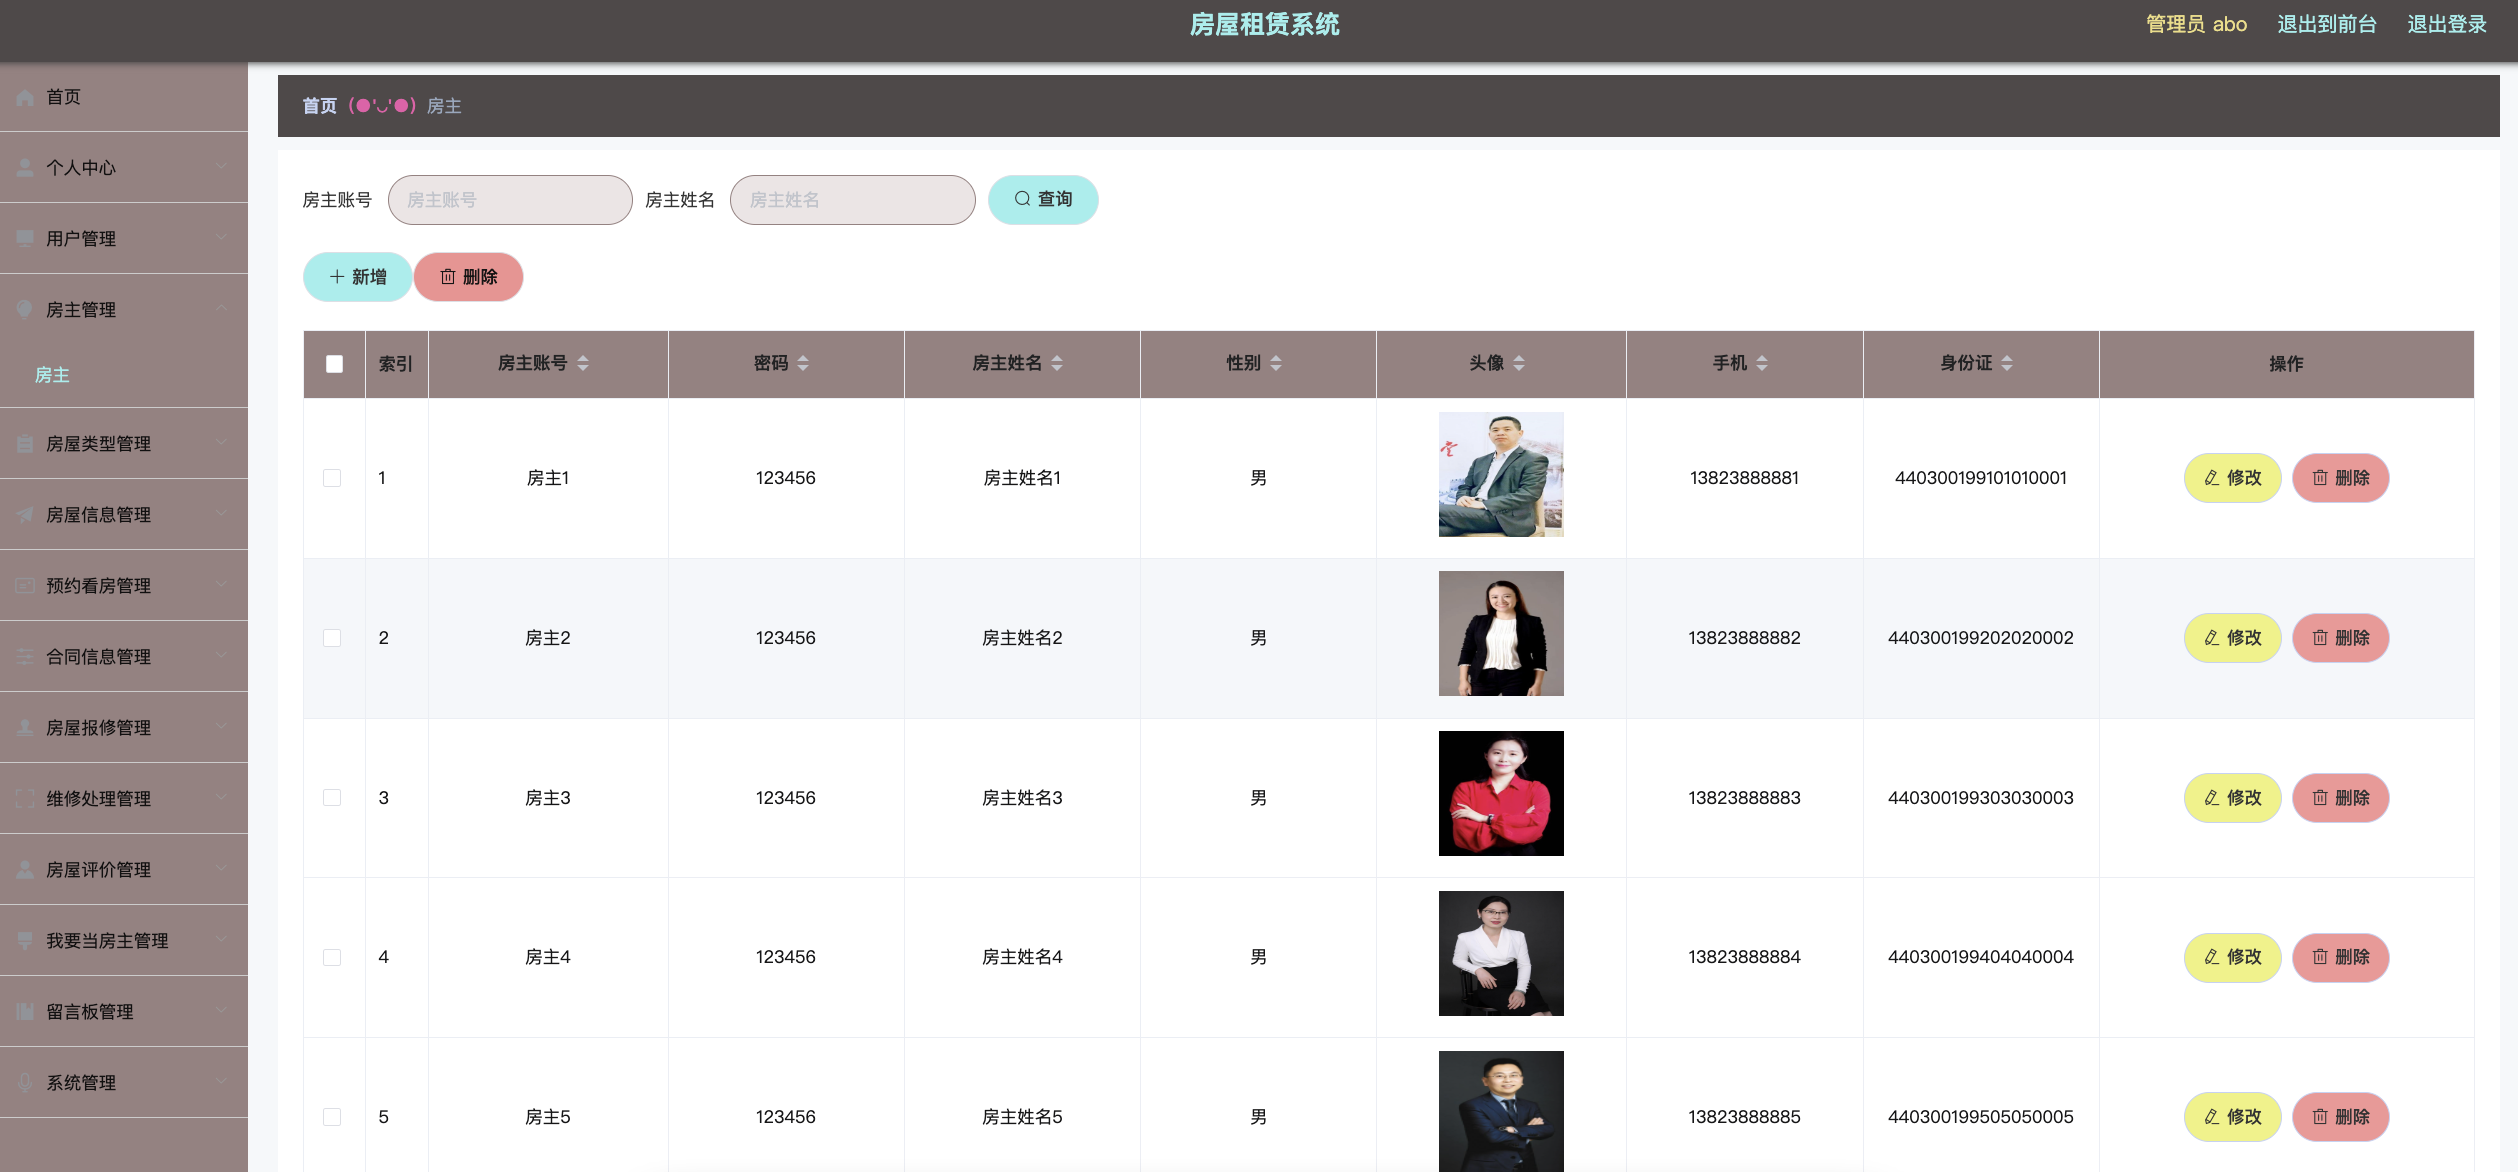 房屋租赁系统
管理员 abo 退出到前台 退出登录
首页
个人中心
用户管理
房主管理
房主
房屋类型管理
房屋信息管理
预约看房管理
合同信息管理
房屋报修管理
维修处理管理
房屋评价管理
我要当房主管理
留言板管理
系统管理
首页 (●'◡'●) 房主
房主账号 房主账号 房主姓名 房主姓名 查询
新增 删除
索引 房主账号 密码 房主姓名 性别 头像 手机 身份证 操作
1 房主1 123456 房主姓名1 男 13823888881 440300199101010001 修改 删除
2 房主2 123456 房主姓名2 男 13823888882 440300199202020002 修改 删除
3 房主3 123456 房主姓名3 男 13823888883 440300199303030003 修改 删除
4 房主4 123456 房主姓名4 男 13823888884 440300199404040004 修改 删除
5 房主5 123456 房主姓名5 男 13823888885 440300199505050005 修改 删除